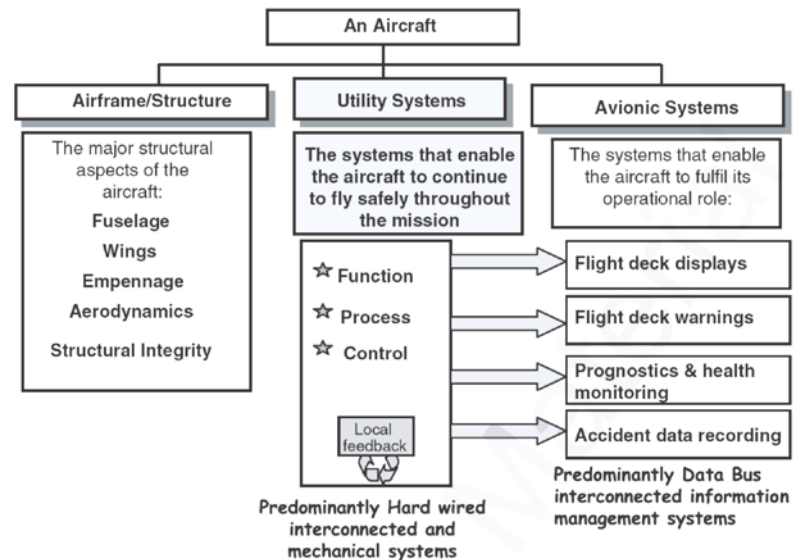 An Aircraft
Airframe/Structure
The major structural
aspects of the
aircraft:
Fuselage
Wings
Empennage
Aerodynamics
Structural Integrity
Utility Systems
The systems that enable
the aircraft to continue
to fly safely throughout
the mission
Function
Process
Control
Local
feedback
Predominantly Hard wired
interconnected and
mechanical systems
Avionic Systems
The systems that enable
the aircraft to fulfil its
operational role:
Flight deck displays
Flight deck warnings
Prognostics & health
monitoring
Accident data recording
Predominantly Data Bus
interconnected information
management systems